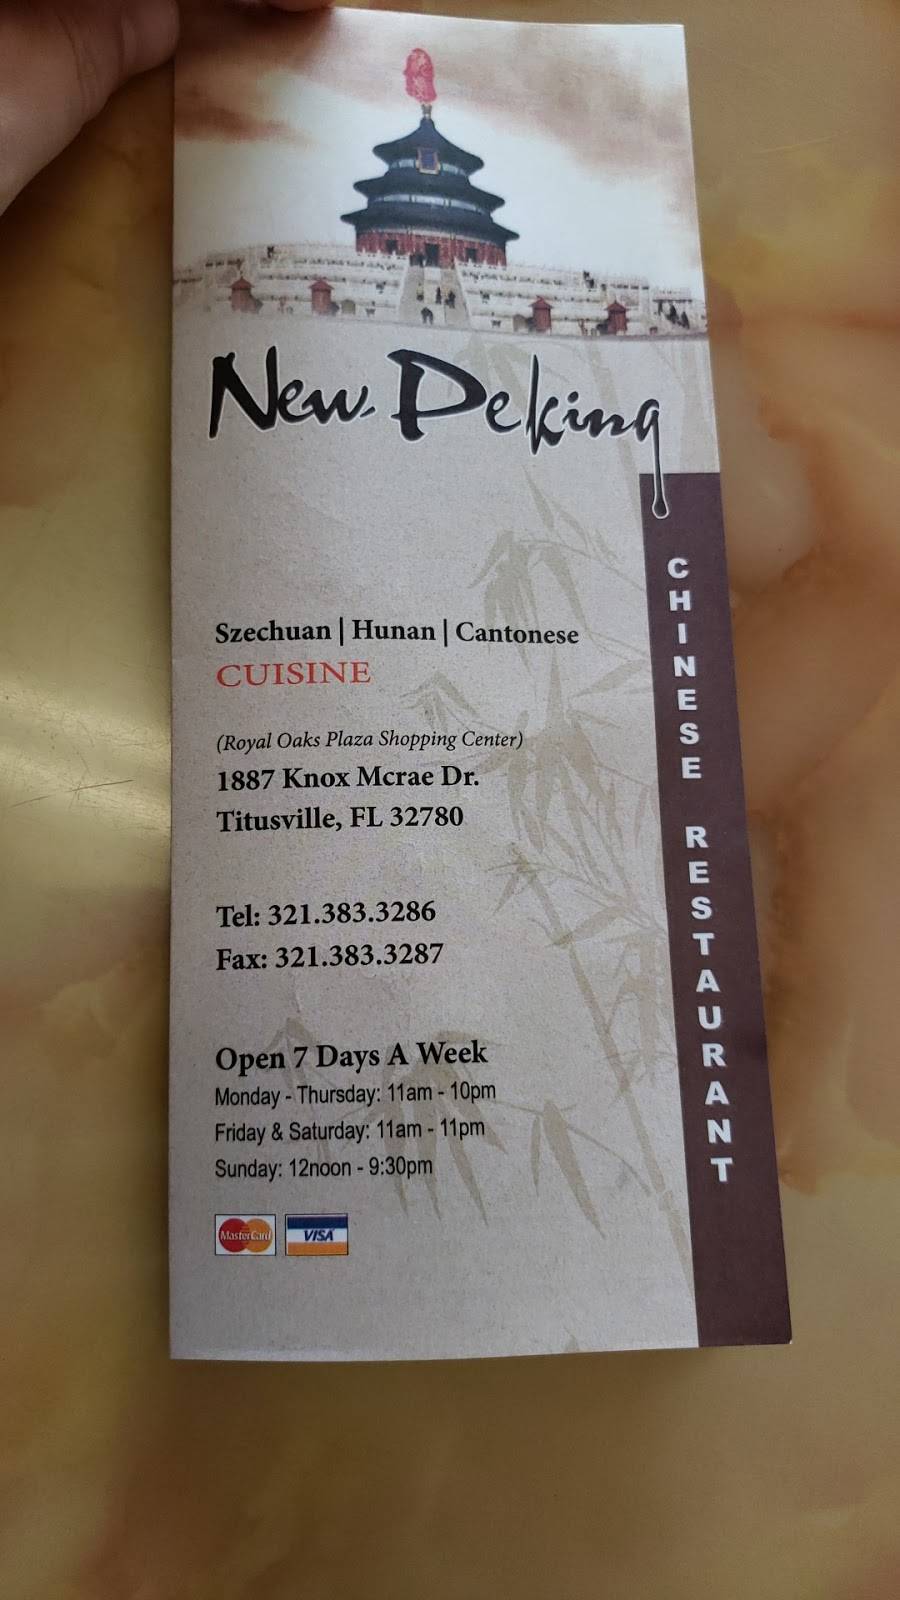 New Peking
CHINESE RESTAURANT
Szechuan | Hunan | Cantonese
CUISINE
(Royal Oaks Plaza Shopping Center)
1887 Knox Mcrae Dr.
Titusville, FL 32780
Tel: 321.383.3286
Fax: 321.383.3287
Open 7 Days A Week
Monday - Thursday: 11am - 10pm
Friday & Saturday: 11am - 11pm
Sunday: 12noon - 9:30pm
MasterCard VISA